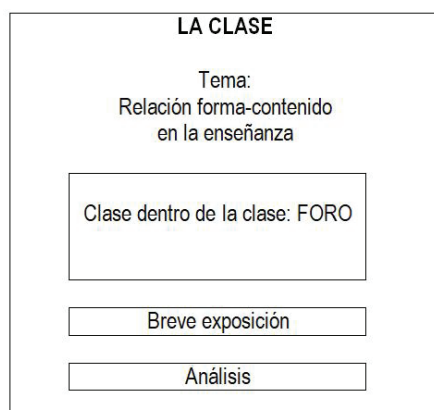 LA CLASE
Tema:
Relación forma-contenido
en la enseñanza
Clase dentro de la clase: FORO
Breve exposición
Análisis